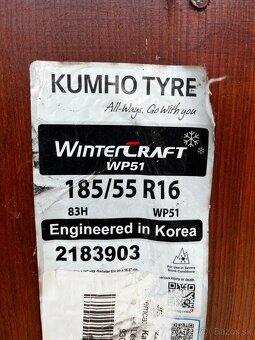 KUMHO TYRE
All-Ways, Go With you
WINTERCRAFT
WP51
185/55 R16
83H WP51
Engineered in Korea
2183903